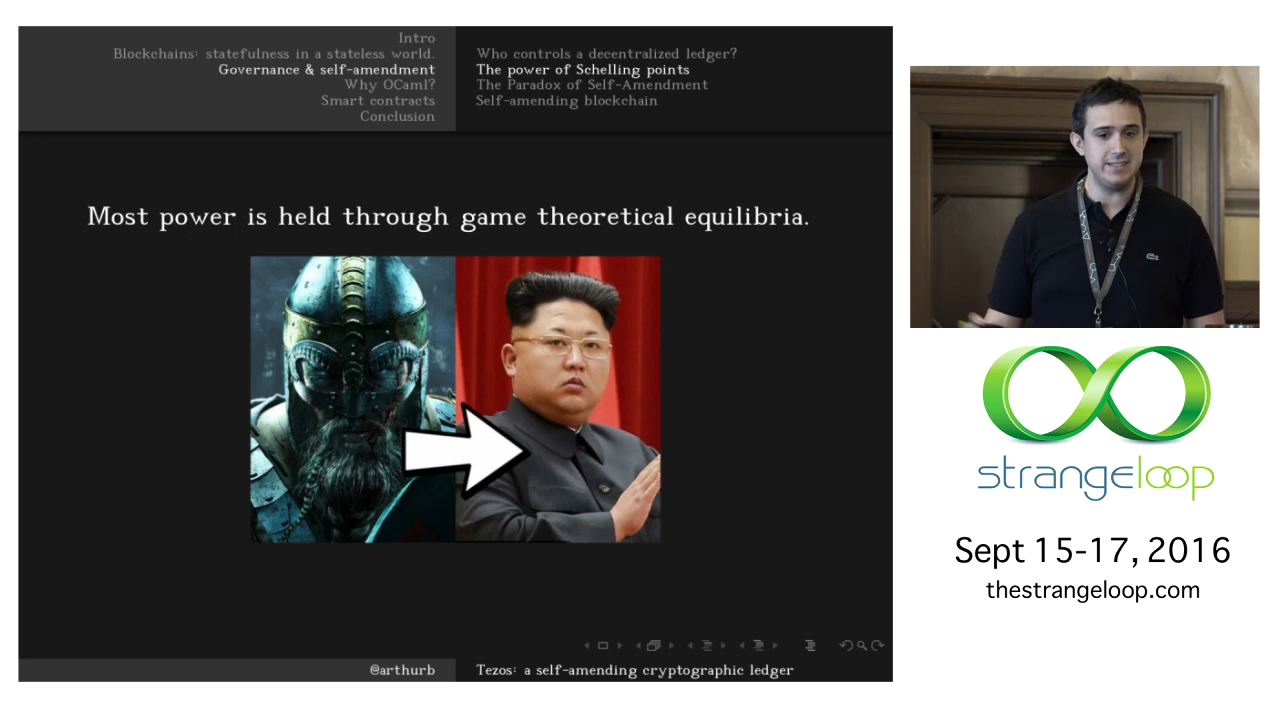 Intro
Blockchains: statefulness in a stateless world.
Governance & self-amendment
Why OCaml?
Smart contracts
Conclusion
Who controls a decentralized ledger?
The power of Schelling points
The Paradox of Self-Amendment
Self-amending blockchain
Most power is held through game theoretical equilibria.
@arthurb
Tezos: a self-amending cryptographic ledger
strangeloop
Sept 15-17, 2016
thestrangeloop.com